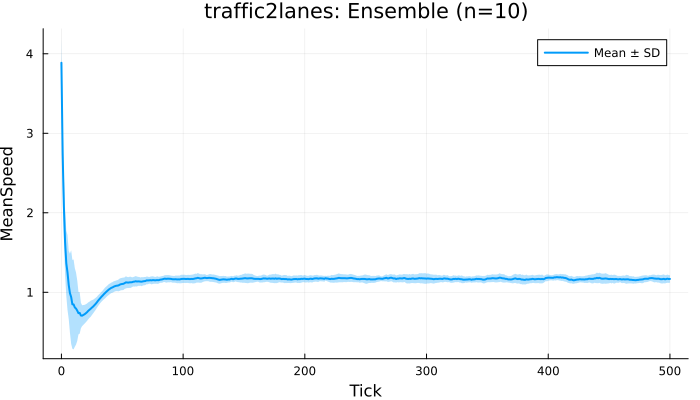 traffic2lanes: Ensemble (n=10)
Mean ± SD
MeanSpeed
4
3
2
1
0 100 200 300 400 500
Tick